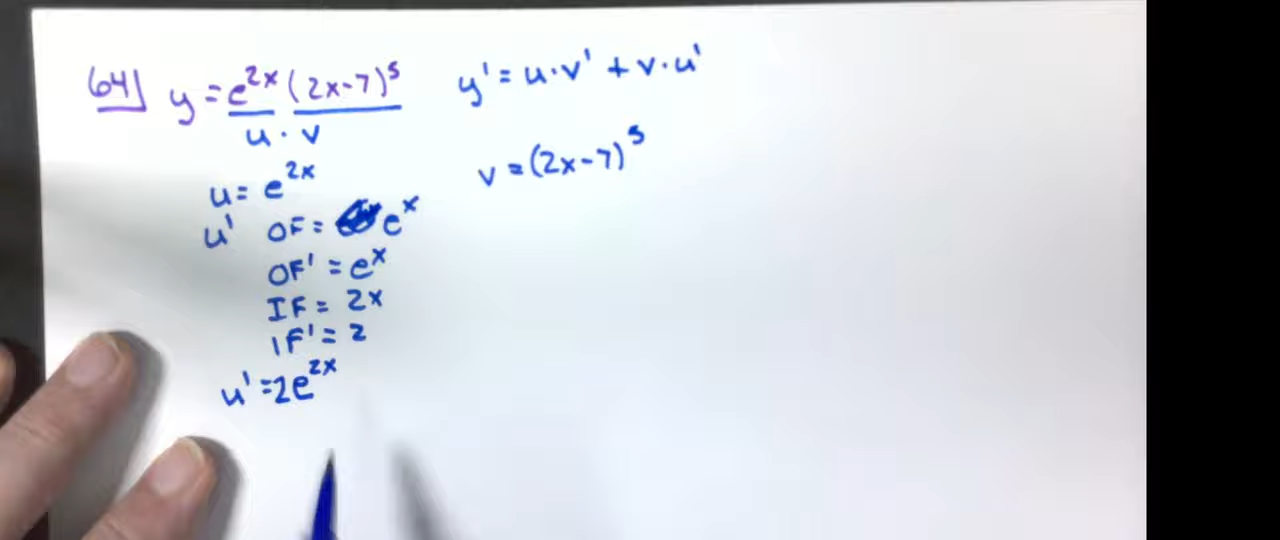 64] y = e^{2x} (2x-7)^5
u · v
u = e^{2x}
u' OF = e^x
OF' = e^x
IF = 2x
IF' = 2
u' = 2e^{2x}
y' = u · v' + v · u'
v = (2x-7)^5